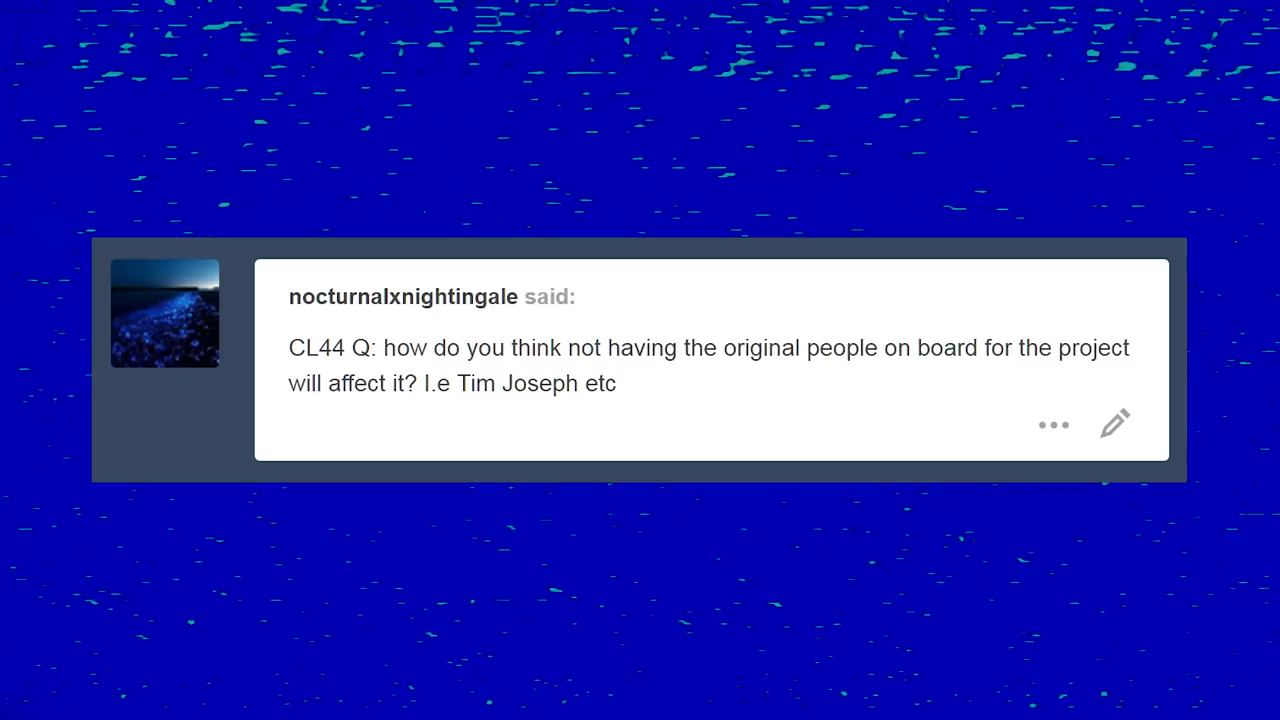 nocturnalxnightingale said:
CL44 Q: how do you think not having the original people on board for the project
will affect it? I.e Tim Joseph etc